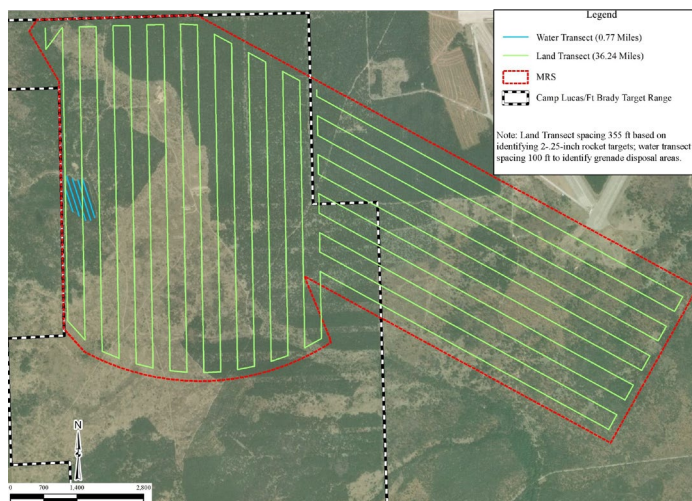 Legend
Water Transect (0.77 Miles)
Land Transect (36.24 Miles)
MRS
Camp Lucas/Ft Brady Target Range
Note: Land Transect spacing 355 ft based on
identifying 2-.25-inch rocket targets; water transect
spacing 100 ft to identify grenade disposal areas.
N
0 700 1,400 2,800